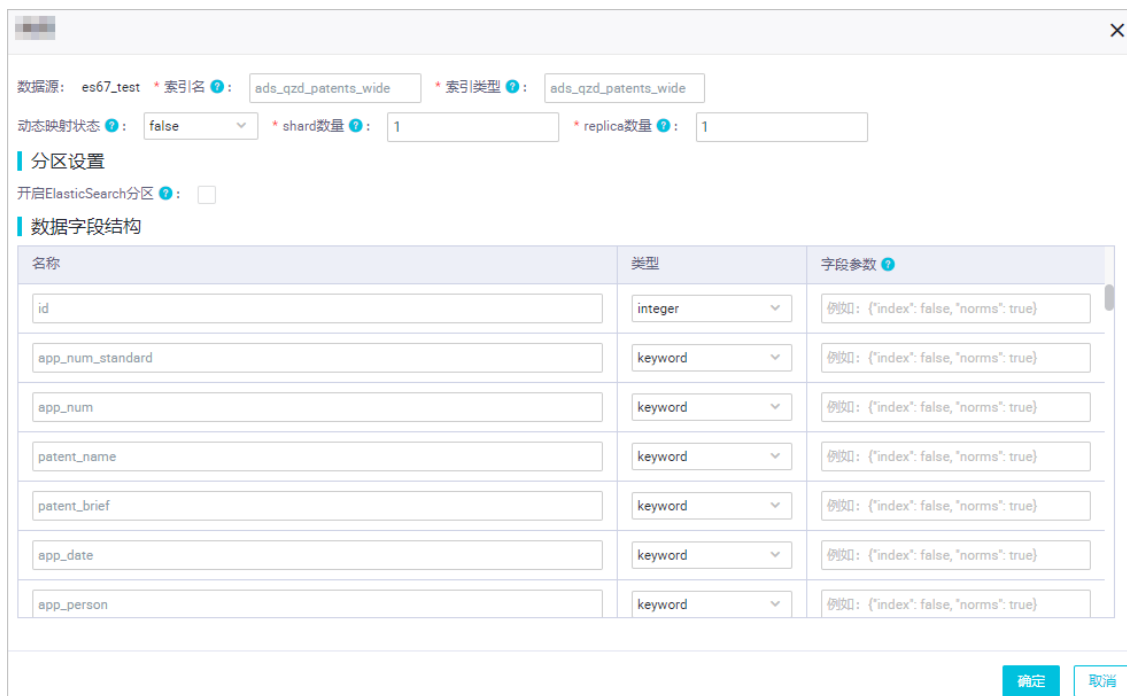 数据源： es67_test * 索引名 ?： ads_qzd_patents_wide * 索引类型 ?： ads_qzd_patents_wide
动态映射状态 ?： false * shard数量 ?： 1 * replica数量 ?： 1
分区设置
开启ElasticSearch分区 ?：
数据字段结构
名称 类型 字段参数 ?
id integer 例如：{"index": false, "norms": true}
app_num_standard keyword 例如：{"index": false, "norms": true}
app_num keyword 例如：{"index": false, "norms": true}
patent_name keyword 例如：{"index": false, "norms": true}
patent_brief keyword 例如：{"index": false, "norms": true}
app_date keyword 例如：{"index": false, "norms": true}
app_person keyword 例如：{"index": false, "norms": true}
确定 取消